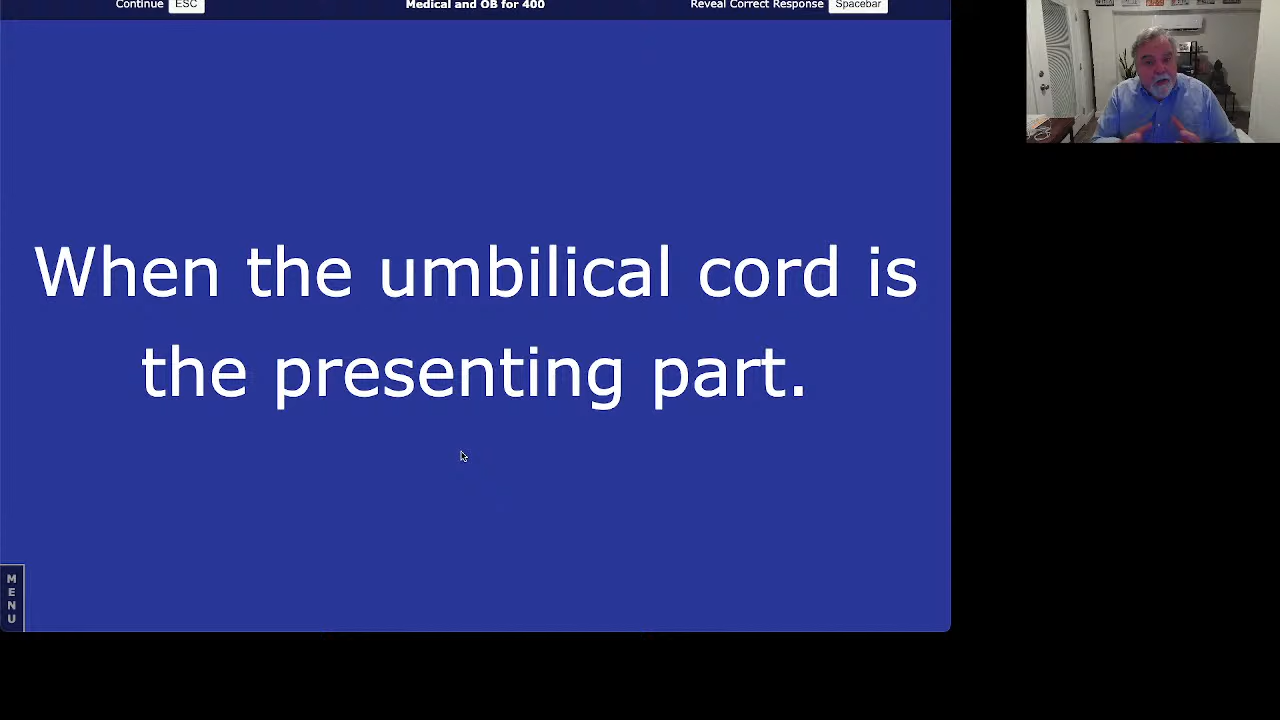 Continue ESC Medical and OB for 400 Reveal Correct Response Spacebar
When the umbilical cord is
the presenting part.
MENU